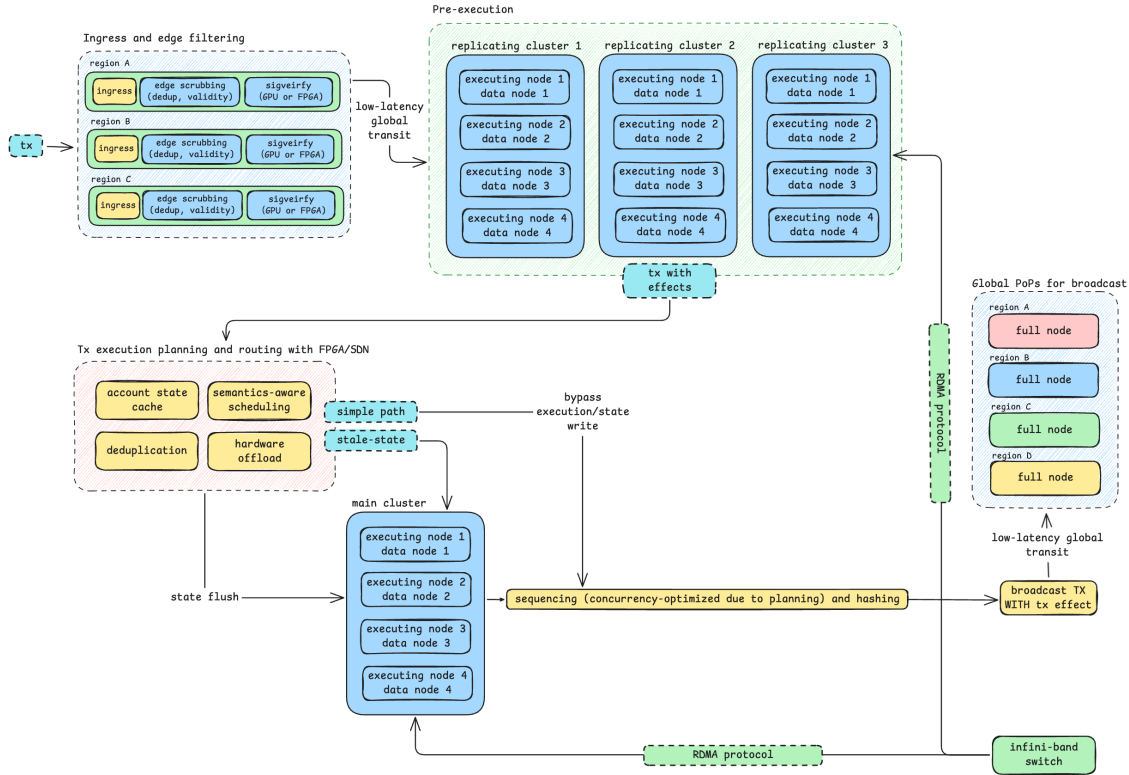 Pre-execution
Ingress and edge filtering
region A
ingress
edge scrubbing
(dedup, validity)
sigveirfy
(GPU or FPGA)
region B
ingress
edge scrubbing
(dedup, validity)
sigveirfy
(GPU or FPGA)
region C
ingress
edge scrubbing
(dedup, validity)
sigveirfy
(GPU or FPGA)
tx
low-latency
global
transit
replicating cluster 1
executing node 1
data node 1
executing node 2
data node 2
executing node 3
data node 3
executing node 4
data node 4
replicating cluster 2
executing node 1
data node 1
executing node 2
data node 2
executing node 3
data node 3
executing node 4
data node 4
replicating cluster 3
executing node 1
data node 1
executing node 2
data node 2
executing node 3
data node 3
executing node 4
data node 4
tx with
effects
Global PoPs for broadcast
region A
full node
region B
full node
region C
full node
region D
full node
low-latency global
transit
RDMA protocol
Tx execution planning and routing with FPGA/SDN
account state
cache
semantics-aware
scheduling
deduplication
hardware
offload
simple path
stale-state
bypass
execution/state
write
main cluster
executing node 1
data node 1
executing node 2
data node 2
executing node 3
data node 3
executing node 4
data node 4
state flush
sequencing (concurrency-optimized due to planning) and hashing
broadcast TX
WITH tx effect
RDMA protocol
infini-band
switch